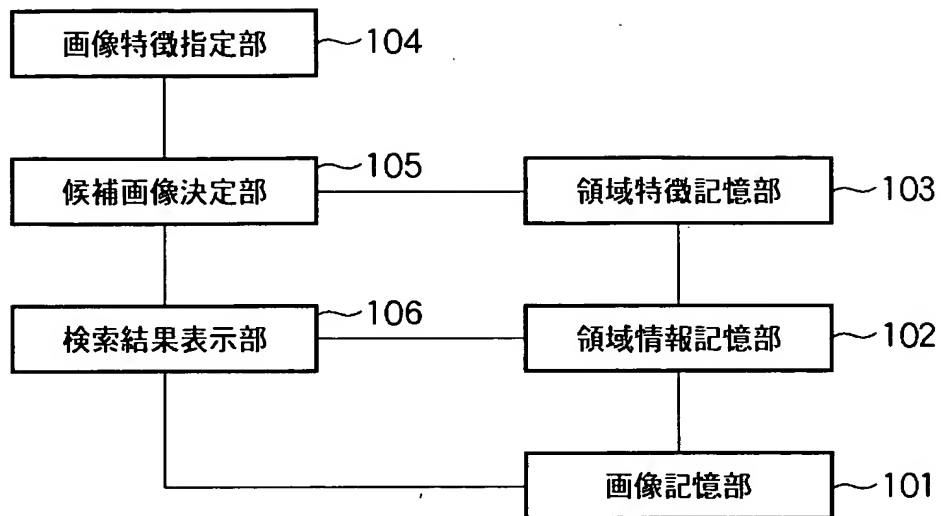 画像特徴指定部 104
候補画像決定部 105
領域特徴記憶部 103
検索結果表示部 106
領域情報記憶部 102
画像記憶部 101